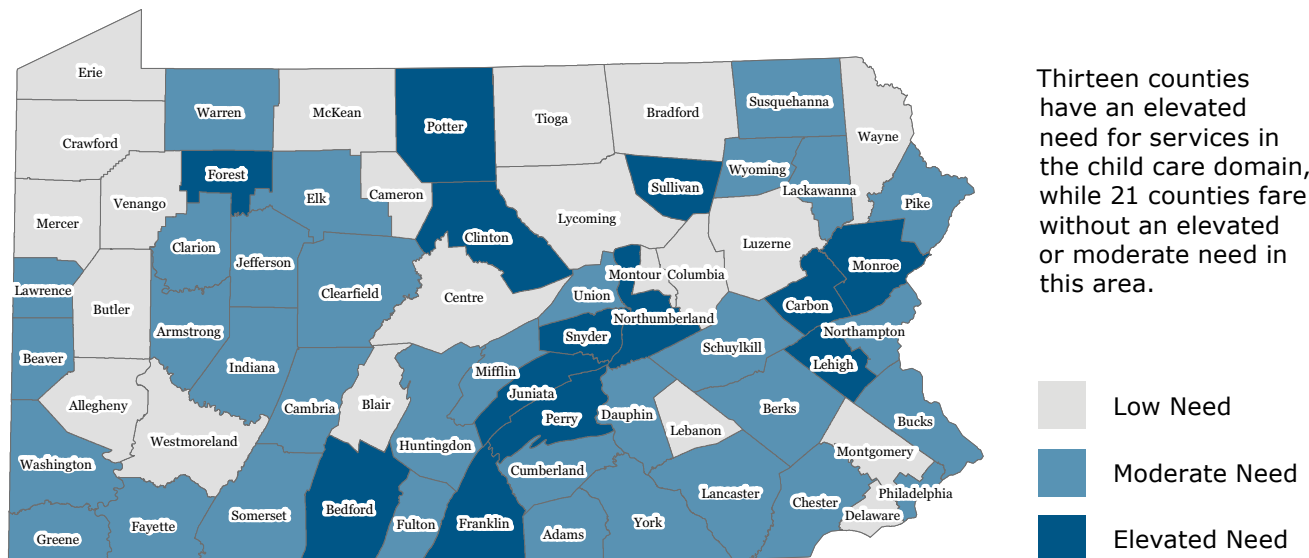 Erie
Warren
McKean
Potter
Tioga
Bradford
Susquehanna
Wayne
Crawford
Forest
Cameron
Sullivan
Wyoming
Lackawanna
Pike
Mercer
Venango
Elk
Lycoming
Clarion
Clinton
Luzerne
Jefferson
Monroe
Lawrence
Butler
Clearfield
Centre
Union
Montour
Columbia
Carbon
Armstrong
Northumberland
Northampton
Beaver
Indiana
Snyder
Schuylkill
Mifflin
Lehigh
Allegheny
Cambria
Blair
Juniata
Perry
Dauphin
Berks
Bucks
Westmoreland
Huntingdon
Lebanon
Montgomery
Washington
Cumberland
Lancaster
Chester
Philadelphia
Delaware
Greene
Fayette
Somerset
Bedford
Fulton
Franklin
Adams
York
Thirteen counties
have an elevated
need for services in
the child care domain,
while 21 counties fare
without an elevated
or moderate need in
this area.
Low Need
Moderate Need
Elevated Need